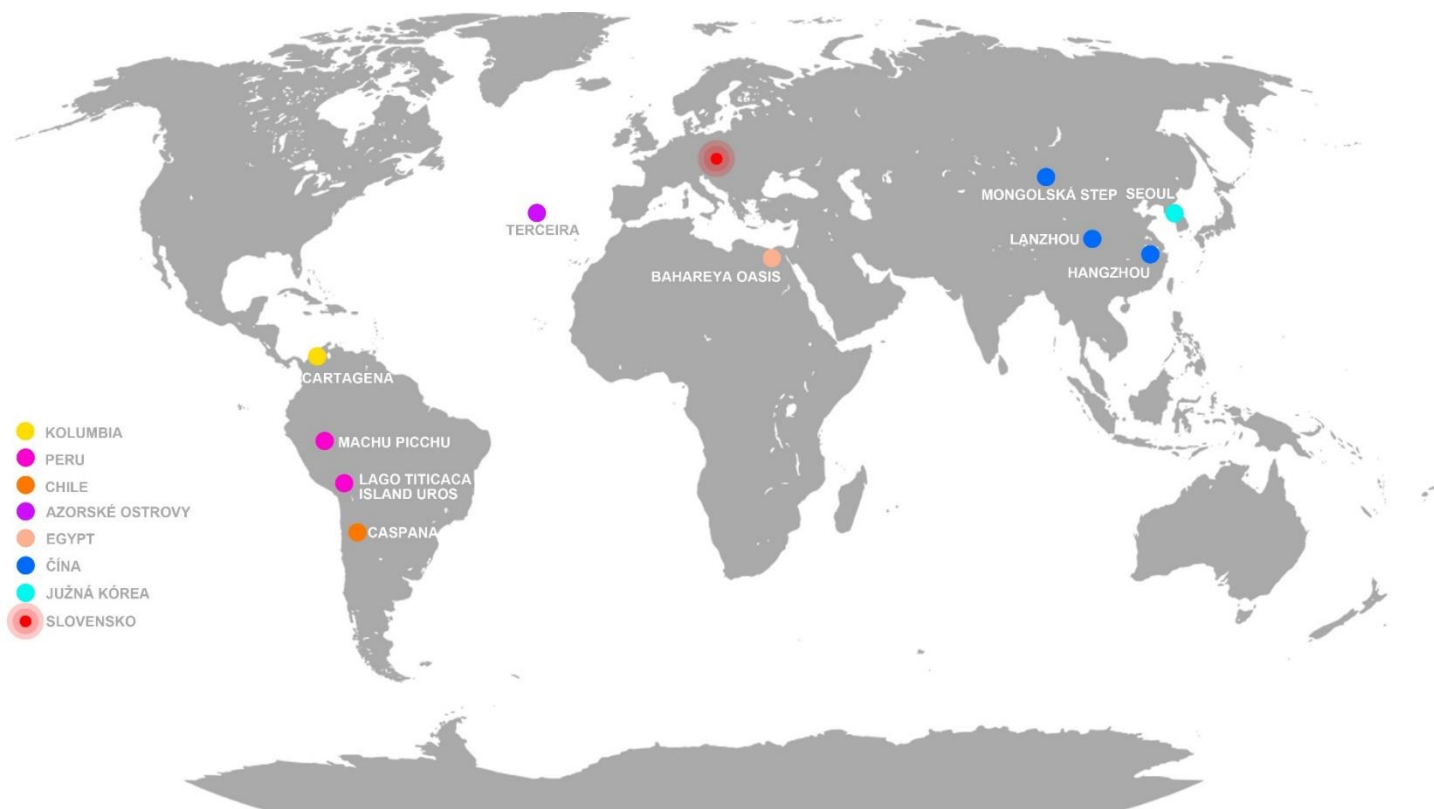 MONGOLSKÁ STEP
SEOUL
TERCEIRA
LANZHOU
HANGZHOU
BAHAREYA OASIS
CARTAGENA
MACHU PICCHU
LAGO TITICACA
ISLAND UROS
CASPANA
KOLUMBIA
PERU
CHILE
AZORSKÉ OSTROVY
EGYPT
ČÍNA
JUŽNÁ KÓREA
SLOVENSKO